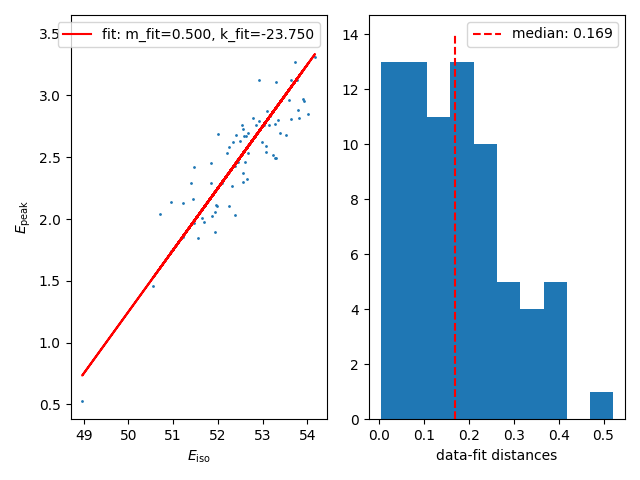 fit: m_fit=0.500, k_fit=-23.750
3.5
3.0
2.5
2.0
1.5
1.0
0.5
E_peak
49 50 51 52 53 54
E_iso
median: 0.169
14
12
10
8
6
4
2
0
0.0 0.1 0.2 0.3 0.4 0.5
data-fit distances